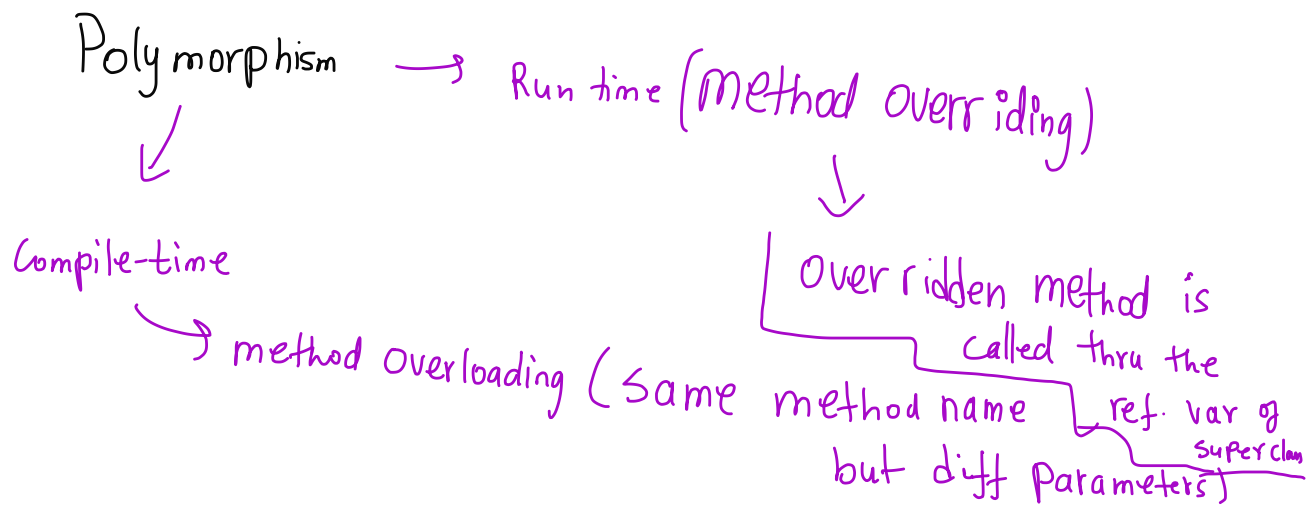 Polymorphism
Run time (method overriding)
Compile-time
overridden method is
called thru the
ref. var of
superclass
method overloading (same method name
but diff parameters)